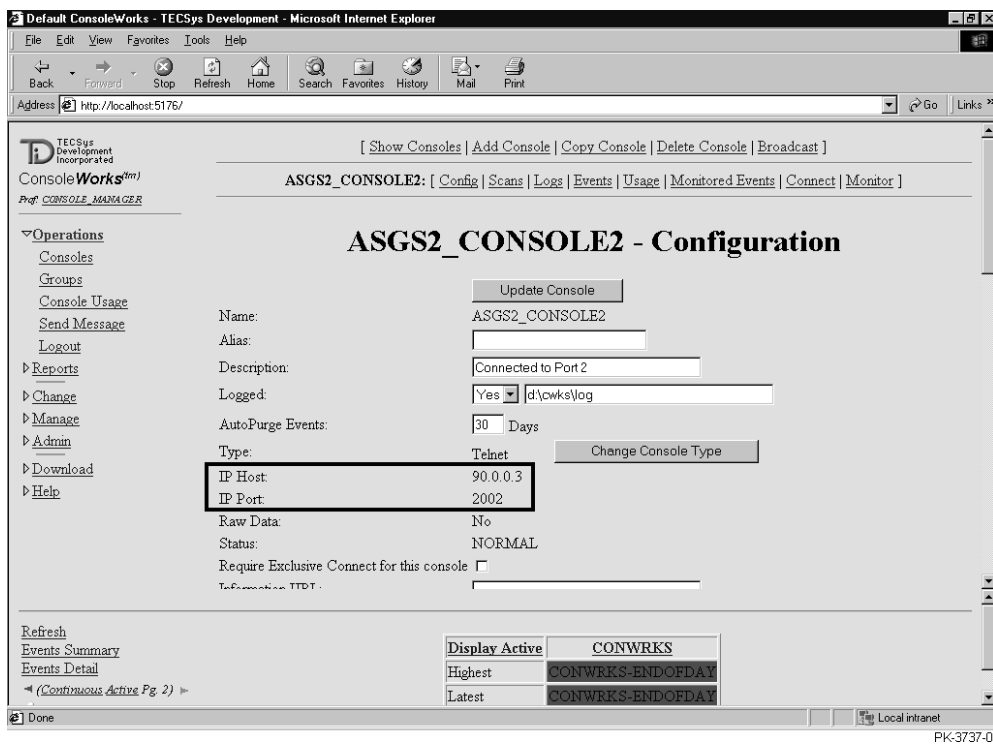 Default ConsoleWorks - TECSys Development - Microsoft Internet Explorer
File Edit View Favorites Tools Help
Back Forward Stop Refresh Home Search Favorites History Mail Print
Address http://localhost:5176/ Go Links »
TECSys
Development
Incorporated
ConsoleWorks(tm)
Prof: CONSOLE_MANAGER
Operations
Consoles
Groups
Console Usage
Send Message
Logout
Reports
Change
Manage
Admin
Download
Help
[ Show Consoles | Add Console | Copy Console | Delete Console | Broadcast ]
ASGS2_CONSOLE2: [ Config | Scans | Logs | Events | Usage | Monitored Events | Connect | Monitor ]
ASGS2_CONSOLE2 - Configuration
Update Console
Name: ASGS2_CONSOLE2
Alias:
Description: Connected to Port 2
Logged: Yes d:\cwks\log
AutoPurge Events: 30 Days
Type: Telnet Change Console Type
IP Host: 90.0.0.3
IP Port: 2002
Raw Data: No
Status: NORMAL
Require Exclusive Connect for this console
Information URL:
Refresh
Events Summary
Events Detail
(Continuous Active Pg. 2)
Display Active CONWRKS
Highest CONWRKS-ENDOFDAY
Latest CONWRKS-ENDOFDAY
Done Local intranet
PK-3737-0